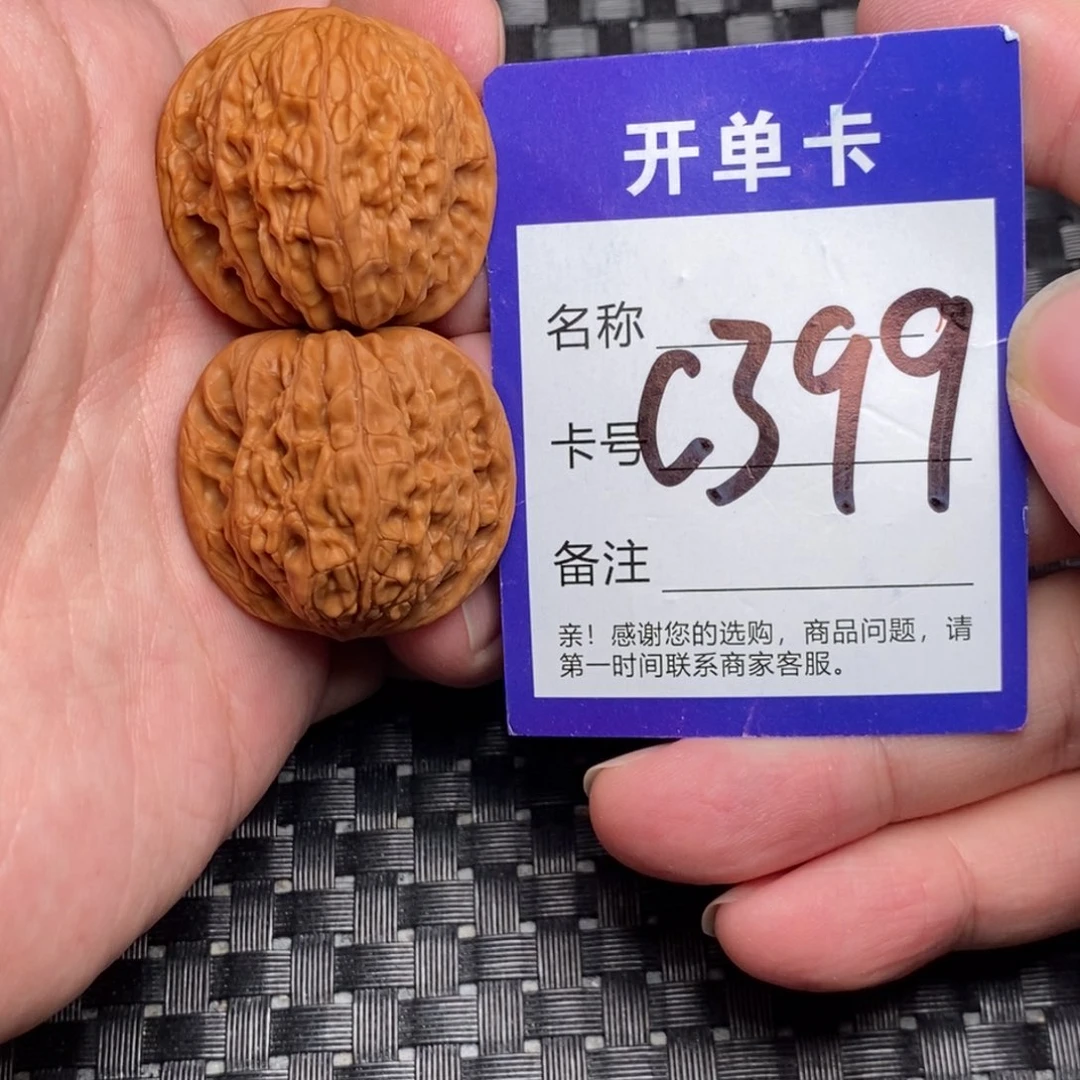 开单卡
名称
卡号 C399
备注
亲！感谢您的选购，商品问题，请
第一时间联系商家客服。